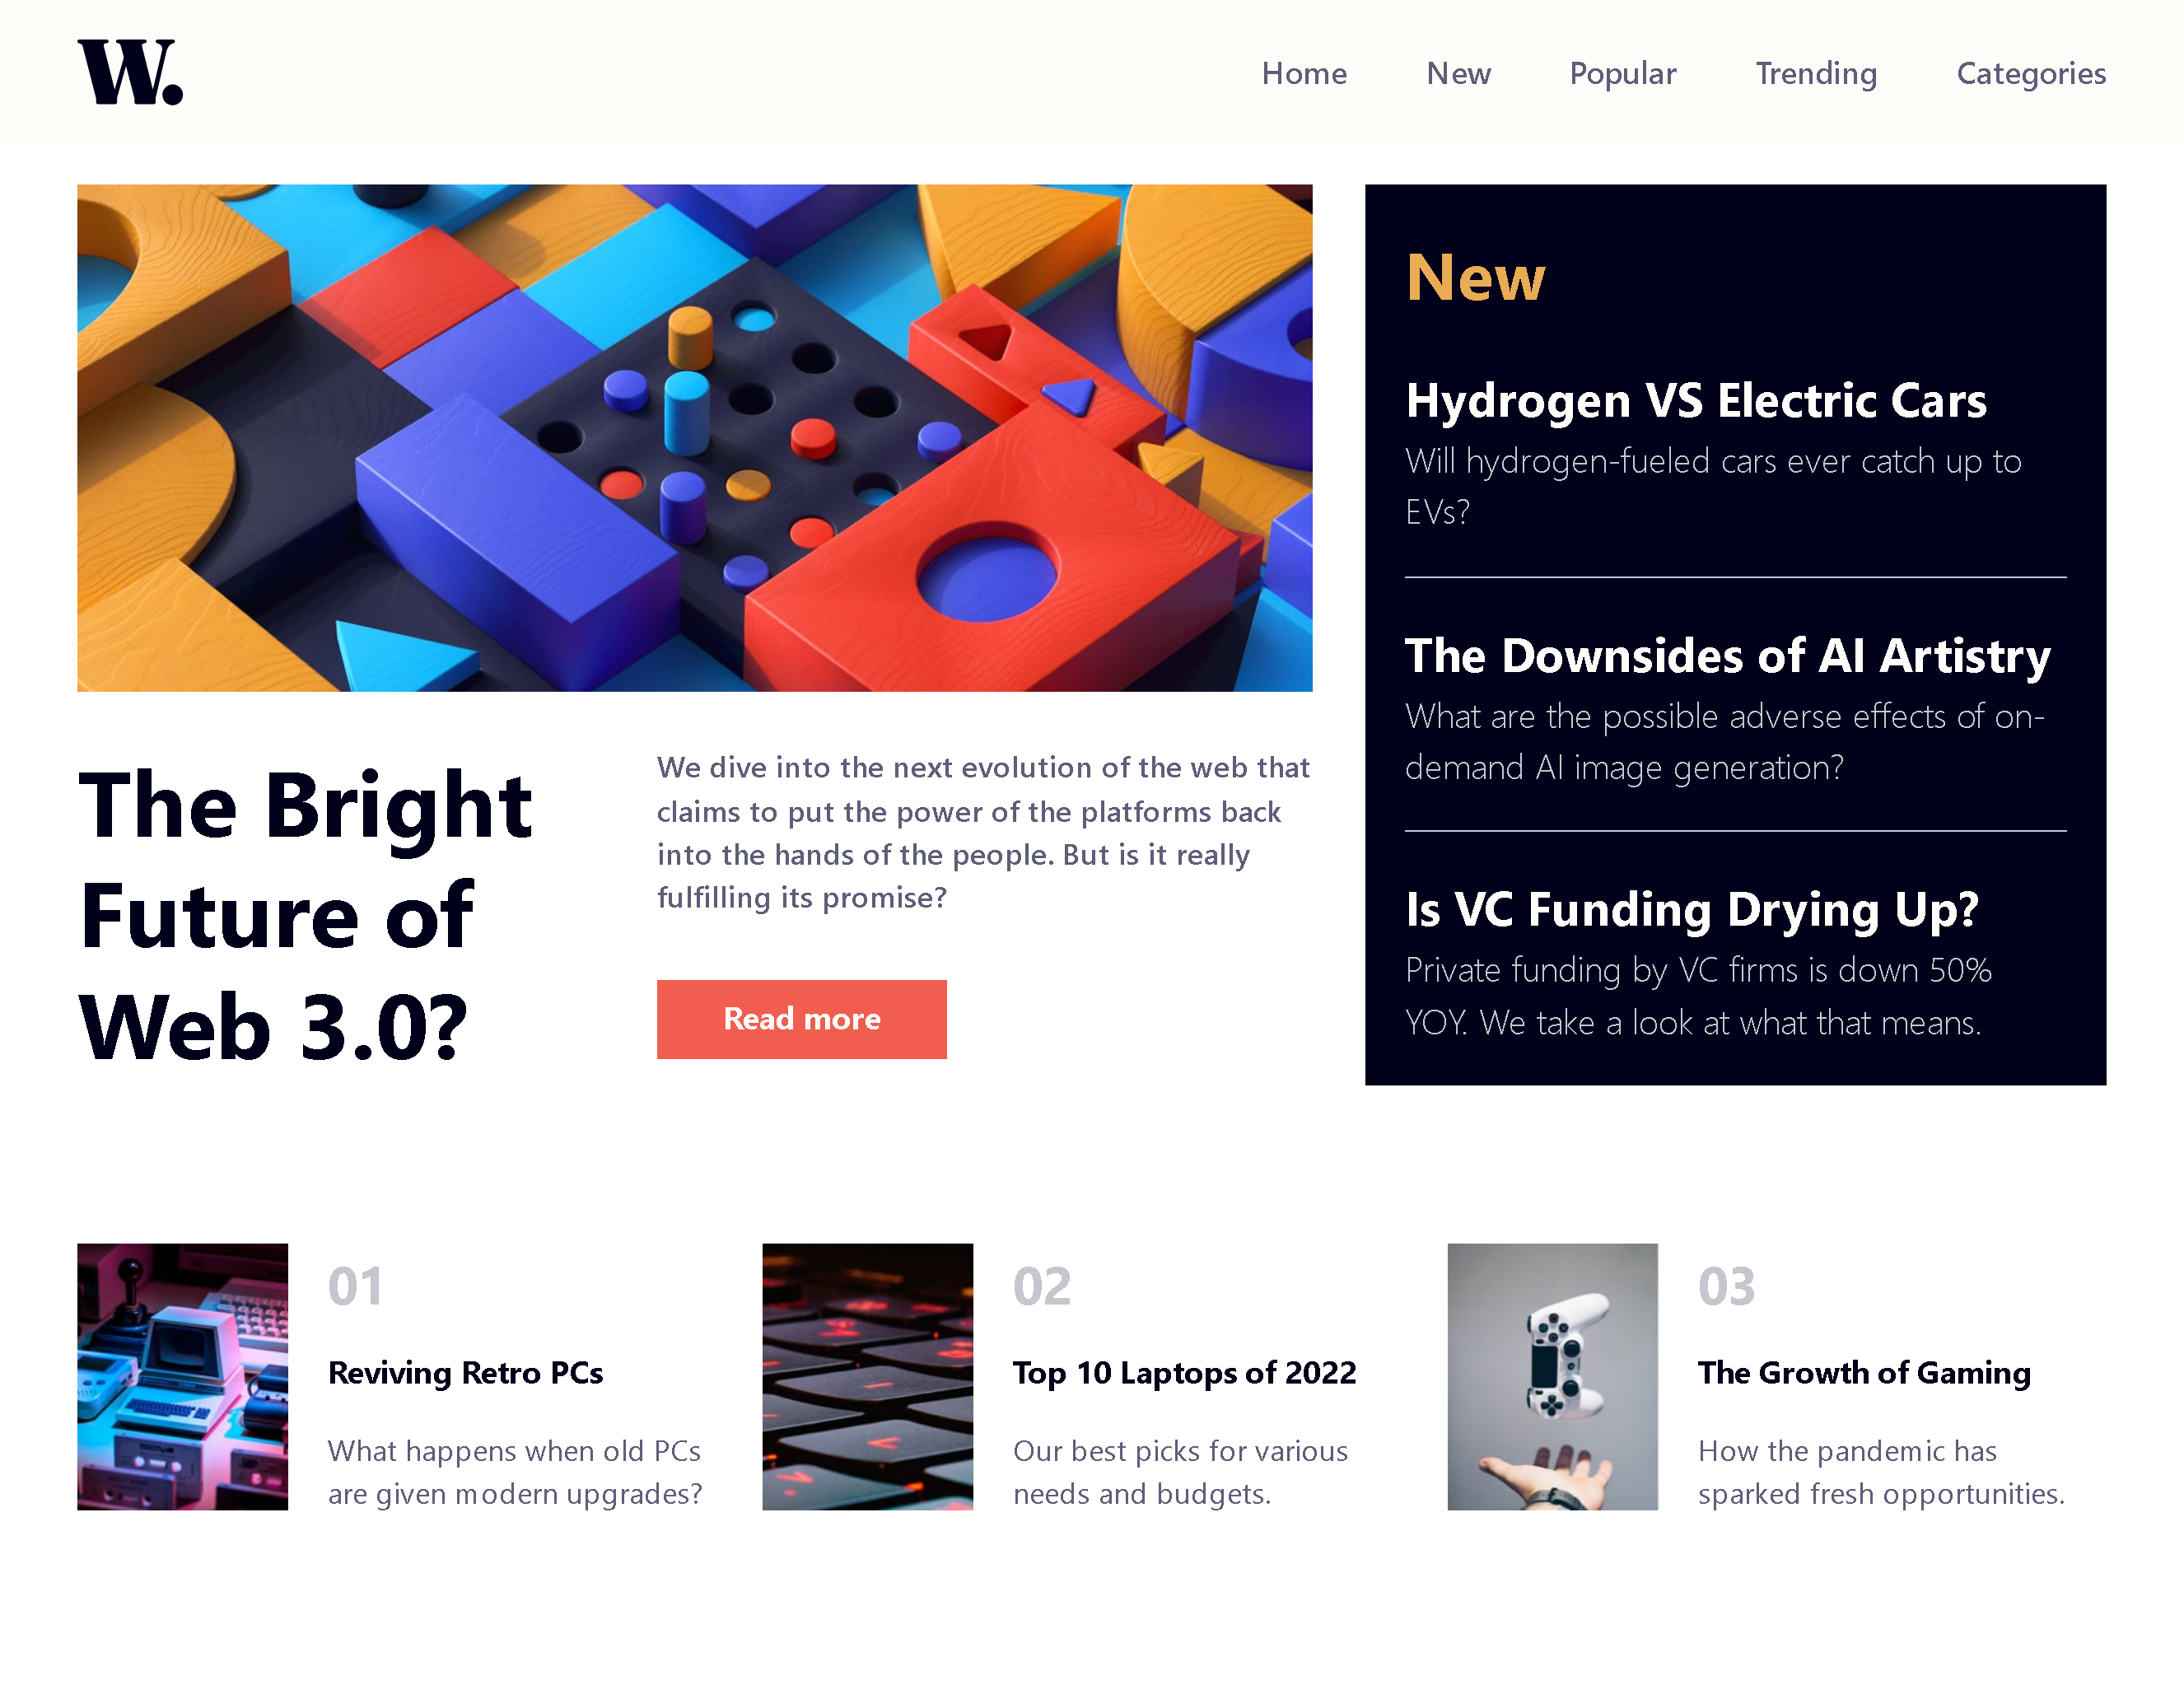 W.
Home New Popular Trending Categories
The Bright
Future of
Web 3.0?
We dive into the next evolution of the web that
claims to put the power of the platforms back
into the hands of the people. But is it really
fulfilling its promise?
Read more
New
Hydrogen VS Electric Cars
Will hydrogen-fueled cars ever catch up to
EVs?
The Downsides of AI Artistry
What are the possible adverse effects of on-
demand AI image generation?
Is VC Funding Drying Up?
Private funding by VC firms is down 50%
YOY. We take a look at what that means.
01
Reviving Retro PCs
What happens when old PCs
are given modern upgrades?
02
Top 10 Laptops of 2022
Our best picks for various
needs and budgets.
03
The Growth of Gaming
How the pandemic has
sparked fresh opportunities.